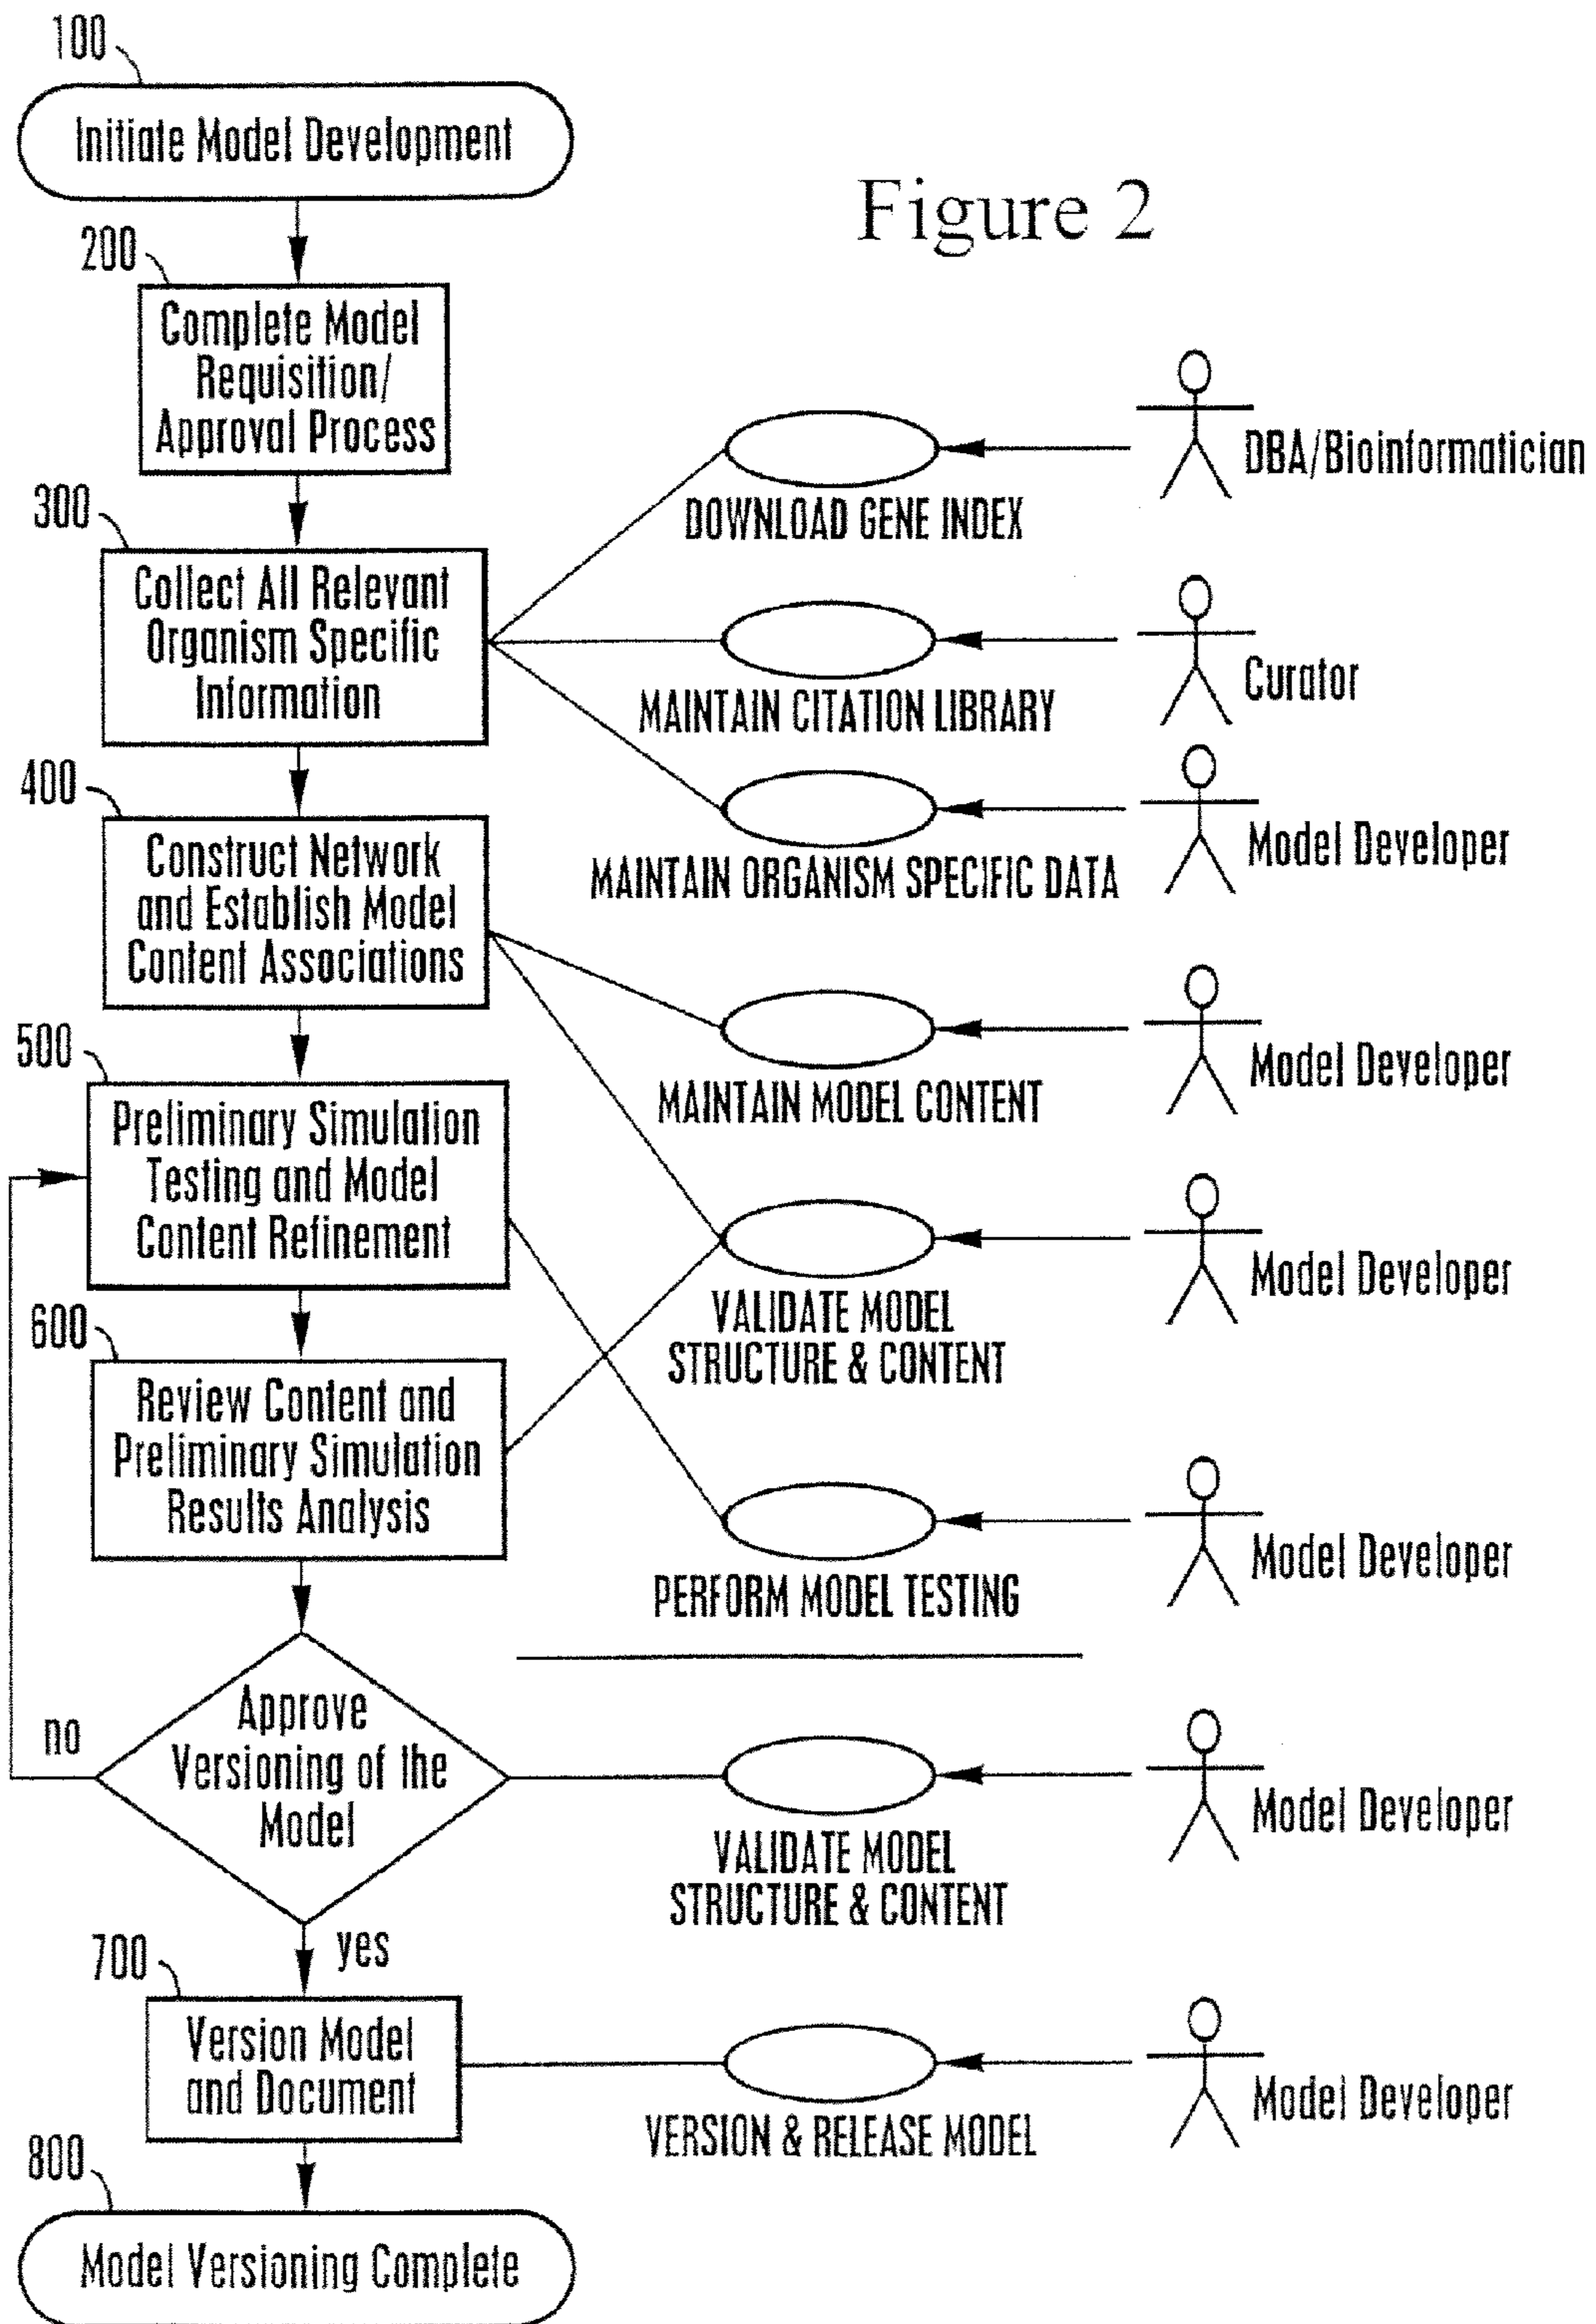 100
Initiate Model Development
Figure 2
200
Complete Model
Requisition/
Approval Process
DBA/Bioinformatician
DOWNLOAD GENE INDEX
300
Collect All Relevant
Organism Specific
Information
Curator
MAINTAIN CITATION LIBRARY
400
Construct Network
and Establish Model
Content Associations
Model Developer
MAINTAIN ORGANISM SPECIFIC DATA
500
Preliminary Simulation
Testing and Model
Content Refinement
Model Developer
MAINTAIN MODEL CONTENT
Model Developer
VALIDATE MODEL
STRUCTURE & CONTENT
600
Review Content and
Preliminary Simulation
Results Analysis
Model Developer
PERFORM MODEL TESTING
no
Approve
Versioning of the
Model
Model Developer
VALIDATE MODEL
STRUCTURE & CONTENT
yes
700
Version Model
and Document
Model Developer
VERSION & RELEASE MODEL
800
Model Versioning Complete